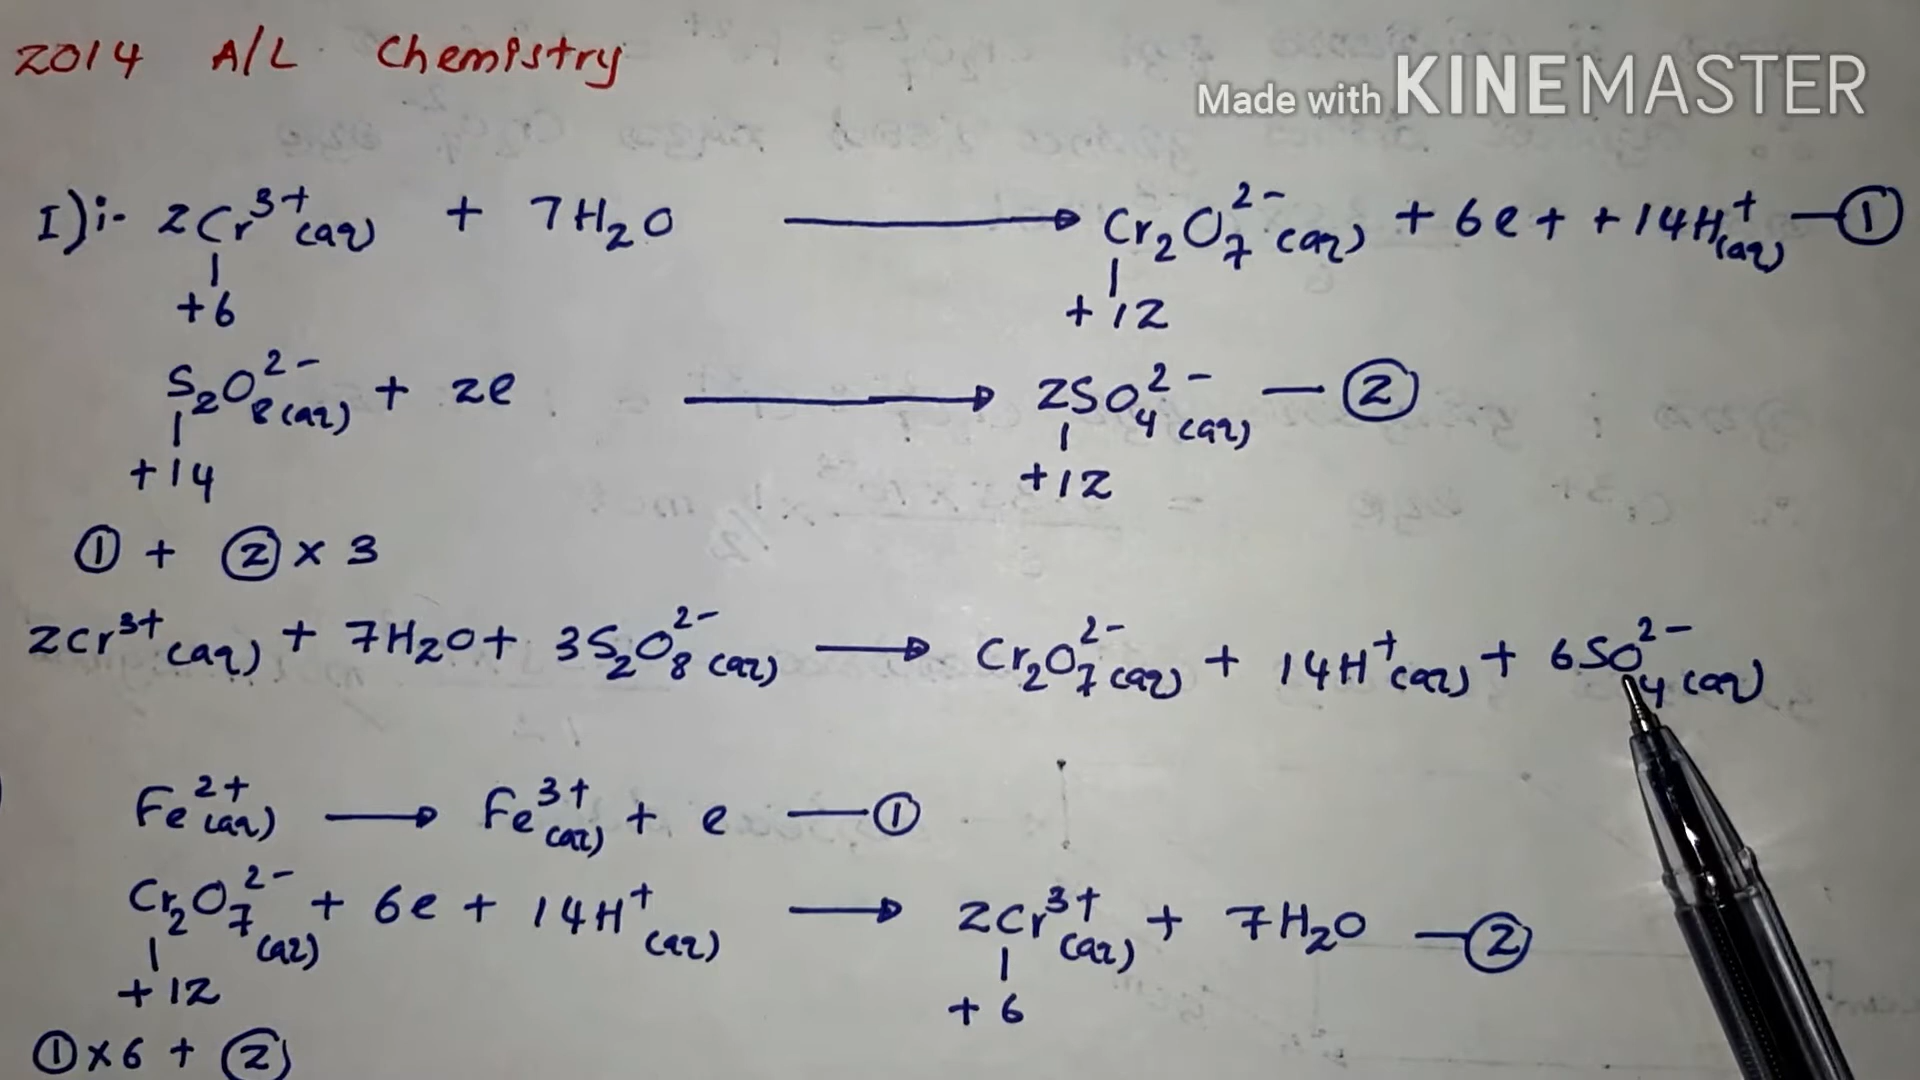 2014 A/L Chemistry
Made with KINEMASTER
I) i- 2Cr³⁺(aq) + 7H₂O ⟶ Cr₂O₇²⁻(aq) + 6e + + 14H⁺(aq) — ①
+6 +12
S₂O₈²⁻(aq) + 2e ⟶ 2SO₄²⁻(aq) — ②
+14 +12
① + ② × 3
2Cr³⁺(aq) + 7H₂O + 3S₂O₈²⁻(aq) ⟶ Cr₂O₇²⁻(aq) + 14H⁺(aq) + 6SO₄²⁻(aq)
Fe²⁺(aq) ⟶ Fe³⁺(aq) + e — ①
Cr₂O₇²⁻(aq) + 6e + 14H⁺(aq) ⟶ 2Cr³⁺(aq) + 7H₂O — ②
+12 +6
① × 6 + ②